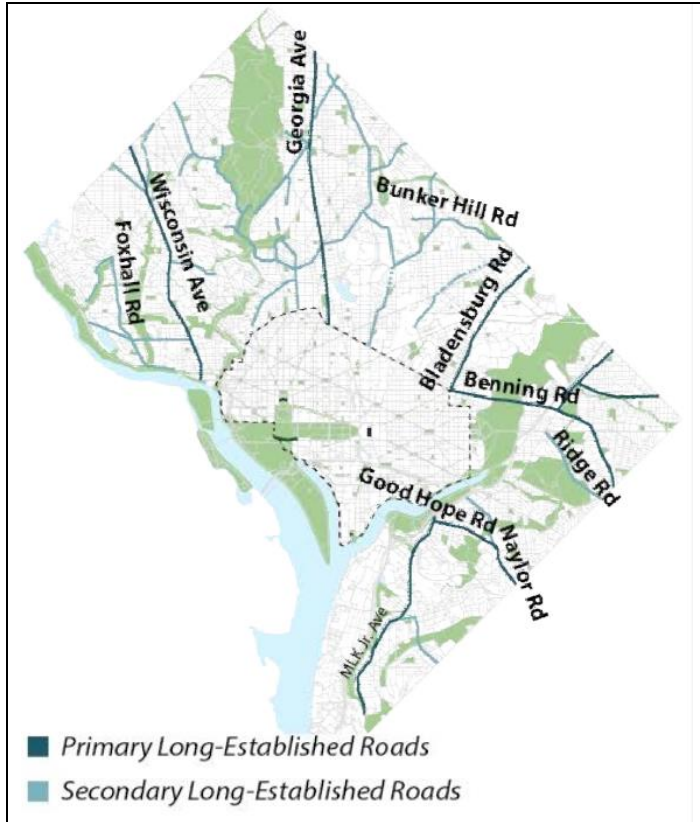 Georgia Ave
Wisconsin Ave
Foxhall Rd
Bunker Hill Rd
Bladensburg Rd
Benning Rd
Ridge Rd
Good Hope Rd
Naylor Rd
MLK Jr. Ave
Primary Long-Established Roads
Secondary Long-Established Roads